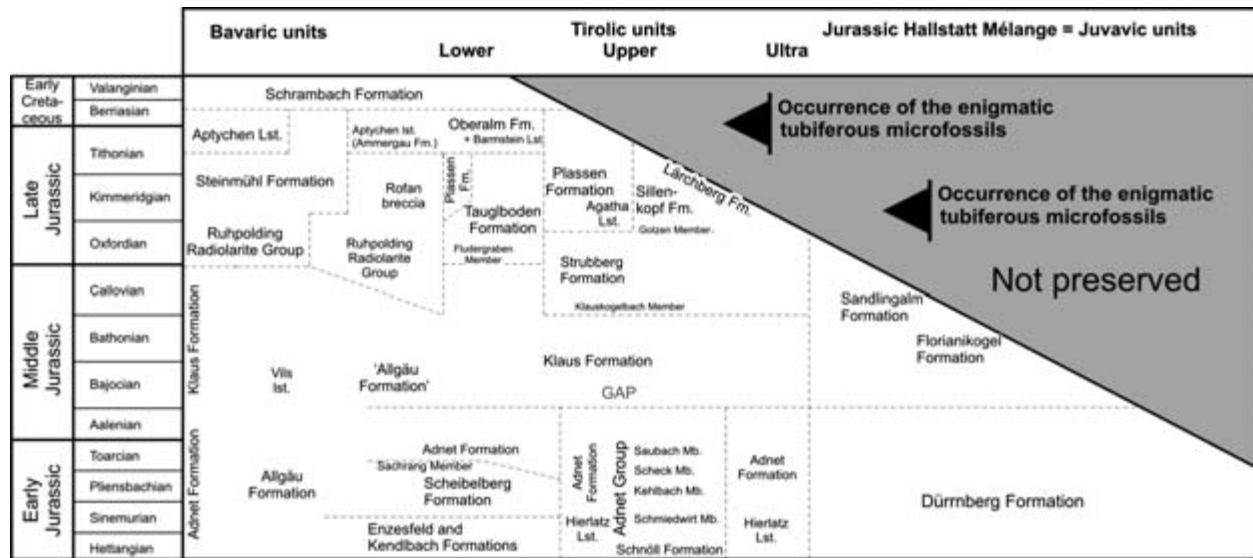 Bavaric units
Tirolic units
Jurassic Hallstatt Mélange = Juvavic units
Lower
Upper
Ultra
Early
Creta-
ceous
Valanginian
Berriasian
Late
Jurassic
Tithonian
Kimmeridgian
Oxfordian
Middle
Jurassic
Callovian
Bathonian
Bajocian
Aalenian
Early
Jurassic
Toarcian
Pliensbachian
Sinemurian
Hettangian
Schrambach Formation
Aptychen Lst.
Aptychen lst.
(Ammergau Fm.)
Oberalm Fm.
+ Barmstein Lst.
Steinmühl Formation
Rofan
breccia
Plassen
Fm.
Tauglboden
Formation
Fludergraben
Member
Ruhpolding
Radiolarite Group
Ruhpolding
Radiolarite
Group
Plassen
Formation
Agatha
Lst.
Sillen-
kopf Fm.
Gotzen Member
Lärchberg Fm.
Strubberg
Formation
Klauskogelbach Member
Occurrence of the enigmatic
tubiferous microfossils
Occurrence of the enigmatic
tubiferous microfossils
Not preserved
Sandlingalm
Formation
Florianikogel
Formation
Klaus Formation
Vils
lst.
'Allgäu
Formation'
Klaus Formation
GAP
Adnet Formation
Allgäu
Formation
Adnet Formation
Sachrang Member
Scheibelberg
Formation
Enzesfeld and
Kendlbach Formations
Adnet
Formation
Hierlatz
Lst.
Adnet Group
Saubach Mb.
Scheck Mb.
Kehlbach Mb.
Schmiedwirt Mb.
Schnöll Formation
Adnet
Formation
Hierlatz
Lst.
Dürrnberg Formation